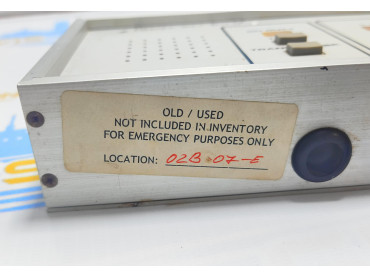 OLD / USED
NOT INCLUDED IN INVENTORY
FOR EMERGENCY PURPOSES ONLY
LOCATION: 02B-07-E